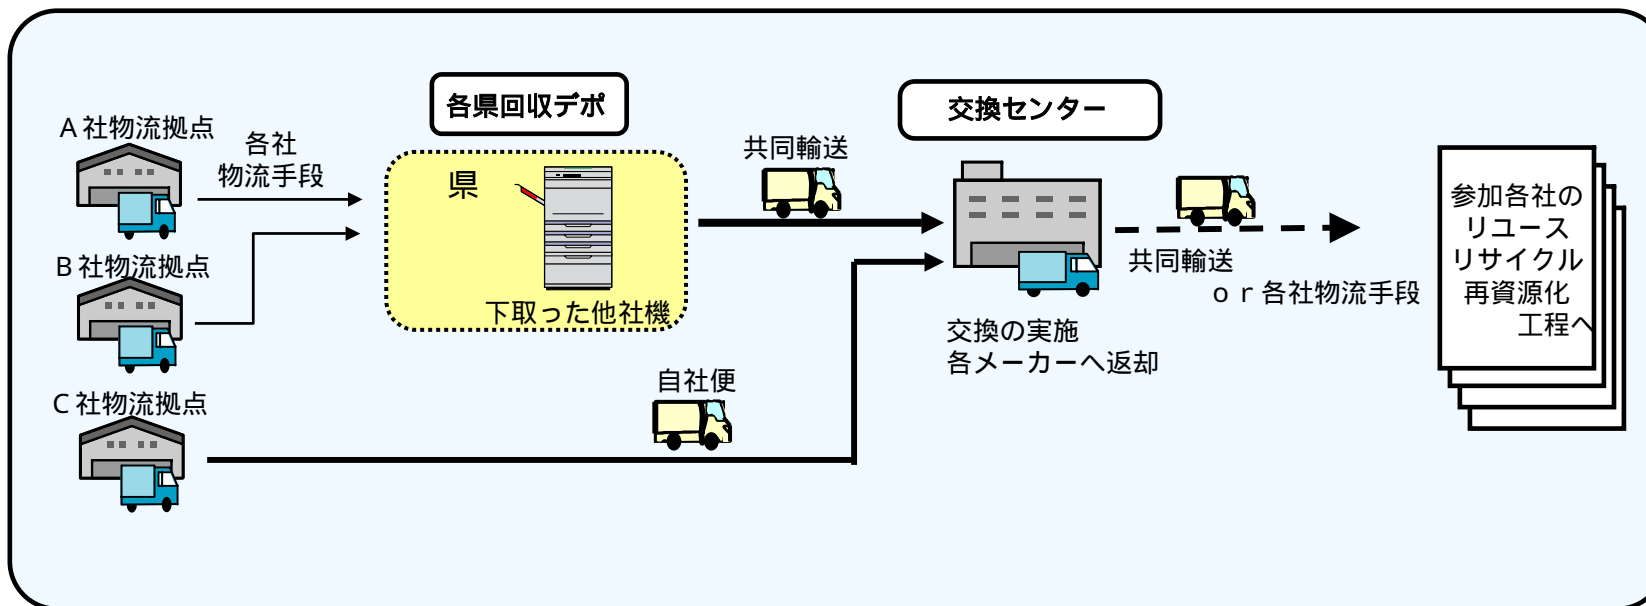 各県回収デポ
交換センター
A社物流拠点
各社
物流手段
県
共同輸送
B社物流拠点
下取った他社機
共同輸送
or各社物流手段
交換の実施
各メーカーへ返却
参加各社の
リユース
リサイクル
再資源化
工程へ
自社便
C社物流拠点